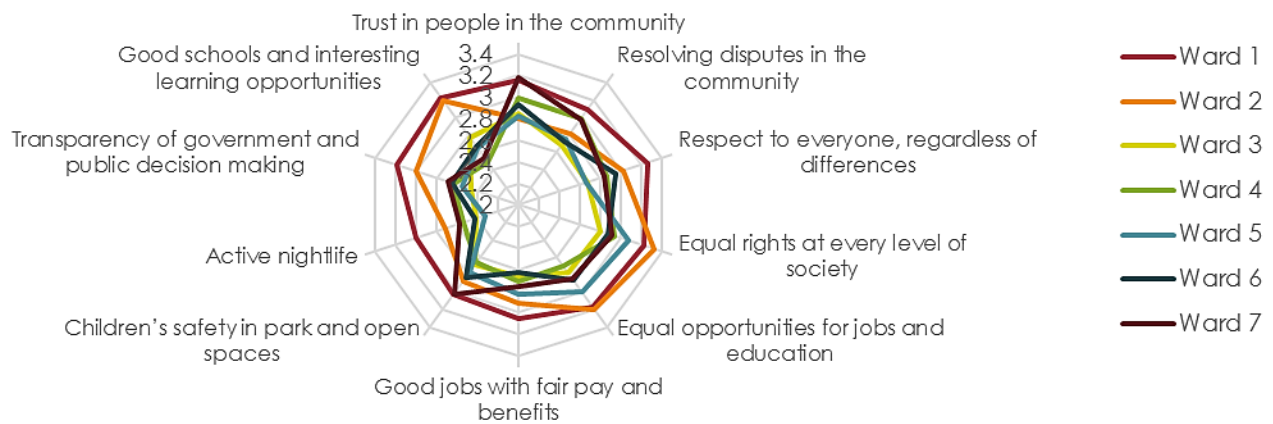 Trust in people in the community
Good schools and interesting
learning opportunities
Resolving disputes in the
community
Transparency of government and
public decision making
Respect to everyone, regardless of
differences
Active nightlife
Equal rights at every level of
society
Children's safety in park and open
spaces
Equal opportunities for jobs and
education
Good jobs with fair pay and
benefits
3.4
3.2
3
2.8
2.2
2
Ward 1
Ward 2
Ward 3
Ward 4
Ward 5
Ward 6
Ward 7